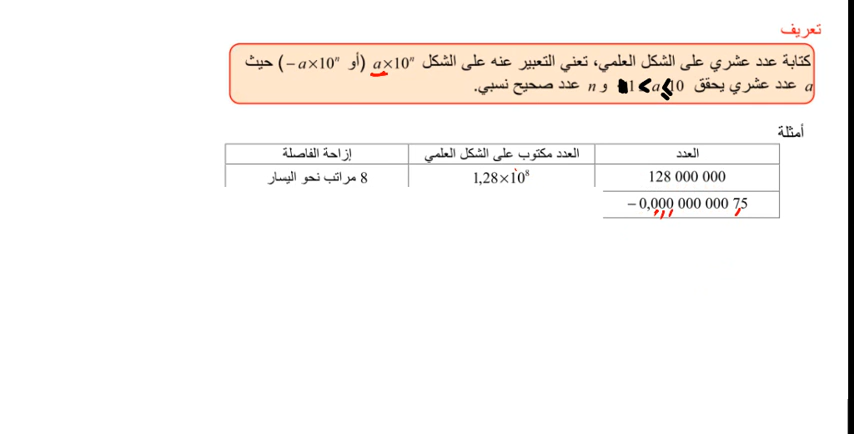 تعريف
كتابة عدد عشري على الشكل العلمي، تعني التعبير عنه على الشكل a×10ⁿ (أو −a×10ⁿ) حيث
a عدد عشري يحقق 1<a<10 و n عدد صحيح نسبي.
أمثلة
العدد العدد مكتوب على الشكل العلمي إزاحة الفاصلة
128 000 000 1,28×10⁸ 8 مراتب نحو اليسار
−0,000 000 000 75